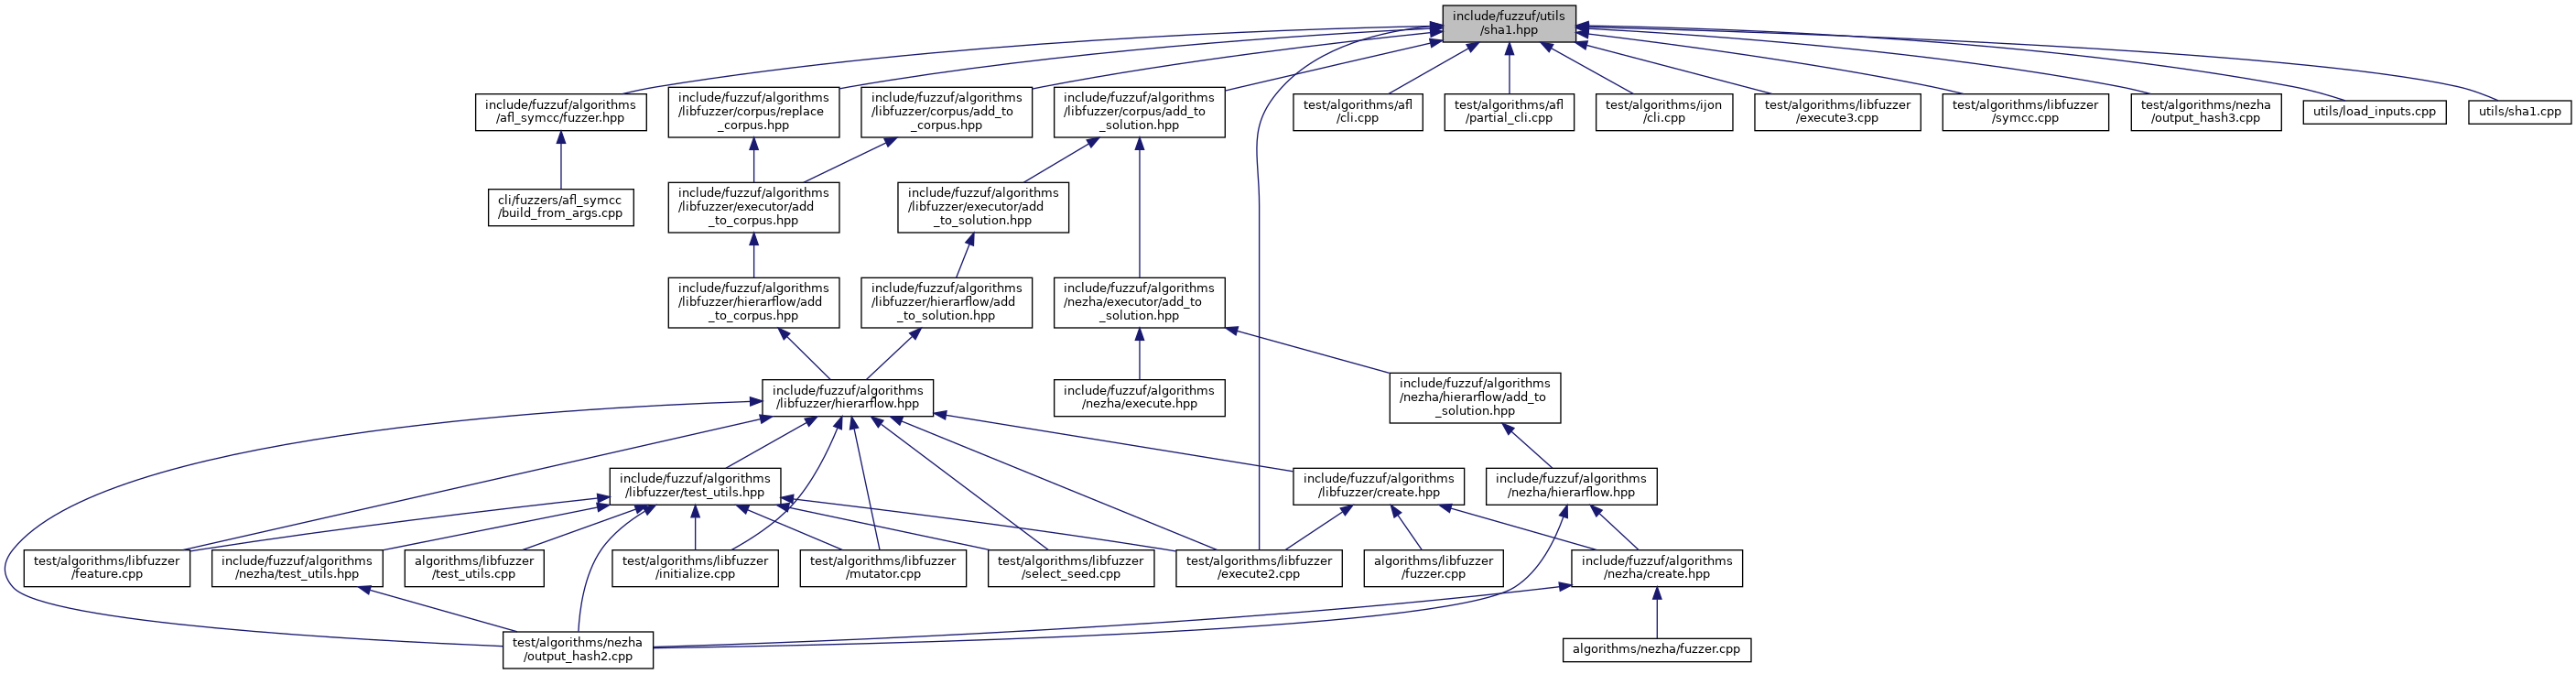 include/fuzzuf/utils
/sha1.hpp
include/fuzzuf/algorithms
/afl_symcc/fuzzer.hpp
include/fuzzuf/algorithms
/libfuzzer/corpus/replace
_corpus.hpp
include/fuzzuf/algorithms
/libfuzzer/corpus/add_to
_corpus.hpp
include/fuzzuf/algorithms
/libfuzzer/corpus/add_to
_solution.hpp
test/algorithms/afl
/cli.cpp
test/algorithms/afl
/partial_cli.cpp
test/algorithms/ijon
/cli.cpp
test/algorithms/libfuzzer
/execute3.cpp
test/algorithms/libfuzzer
/symcc.cpp
test/algorithms/nezha
/output_hash3.cpp
utils/load_inputs.cpp
utils/sha1.cpp
cli/fuzzers/afl_symcc
/build_from_args.cpp
include/fuzzuf/algorithms
/libfuzzer/executor/add
_to_corpus.hpp
include/fuzzuf/algorithms
/libfuzzer/executor/add
_to_solution.hpp
include/fuzzuf/algorithms
/libfuzzer/hierarflow/add
_to_corpus.hpp
include/fuzzuf/algorithms
/libfuzzer/hierarflow/add
_to_solution.hpp
include/fuzzuf/algorithms
/nezha/executor/add_to
_solution.hpp
include/fuzzuf/algorithms
/libfuzzer/hierarflow.hpp
include/fuzzuf/algorithms
/nezha/execute.hpp
include/fuzzuf/algorithms
/nezha/hierarflow/add_to
_solution.hpp
include/fuzzuf/algorithms
/libfuzzer/test_utils.hpp
include/fuzzuf/algorithms
/libfuzzer/create.hpp
include/fuzzuf/algorithms
/nezha/hierarflow.hpp
test/algorithms/libfuzzer
/feature.cpp
include/fuzzuf/algorithms
/nezha/test_utils.hpp
algorithms/libfuzzer
/test_utils.cpp
test/algorithms/libfuzzer
/initialize.cpp
test/algorithms/libfuzzer
/mutator.cpp
test/algorithms/libfuzzer
/select_seed.cpp
test/algorithms/libfuzzer
/execute2.cpp
algorithms/libfuzzer
/fuzzer.cpp
include/fuzzuf/algorithms
/nezha/create.hpp
test/algorithms/nezha
/output_hash2.cpp
algorithms/nezha/fuzzer.cpp